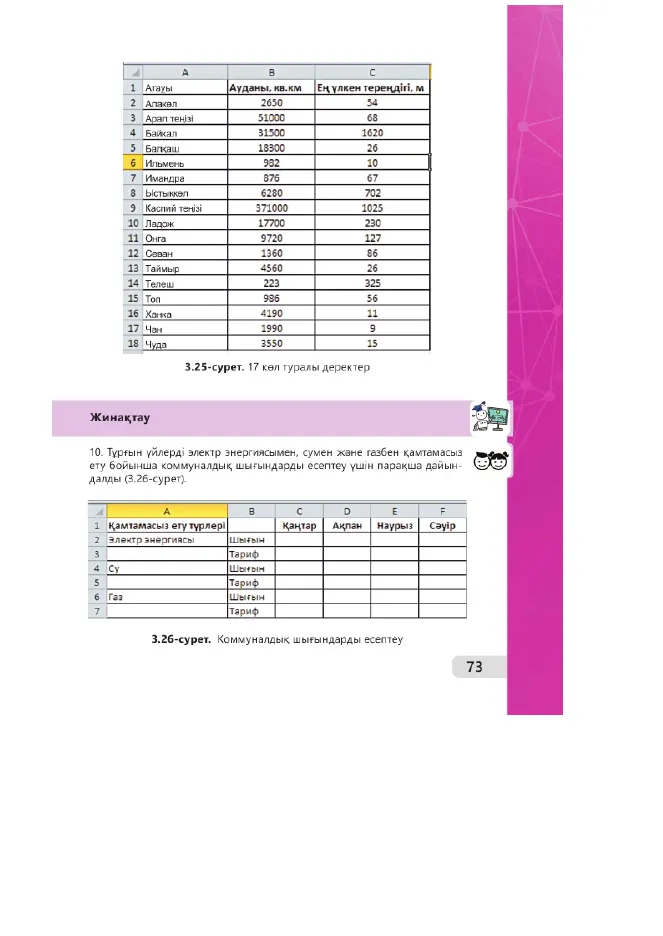 A B C
1 Атауы Ауданы, кв.км Ең үлкен тереңдігі, м
2 Алакөл 2650 54
3 Арал теңізі 51000 68
4 Байкал 31500 1620
5 Балқаш 18300 26
6 Ильмень 982 10
7 Имандра 876 67
8 Ыстықкөл 6280 702
9 Каспий теңізі 371000 1025
10 Ладож 17700 230
11 Онга 9720 127
12 Севан 1360 86
13 Таймыр 4560 26
14 Телеш 223 325
15 Топ 986 56
16 Ханка 4190 11
17 Чан 1990 9
18 Чуда 3550 15
3.25-сурет. 17 көл туралы деректер
Жинақтау
10. Тұрғын үйлерді электр энергиясымен, сумен және газбен қамтамасыз
ету бойынша коммуналдық шығындарды есептеу үшін парақша дайын-
далды (3.26-сурет).
A B C D E F
1 Қамтамасыз ету түрлері Қаңтар Ақпан Наурыз Сәуір
2 Электр энергиясы Шығын
3 Тариф
4 Су Шығын
5 Тариф
6 Газ Шығын
7 Тариф
3.26-сурет. Коммуналдық шығындарды есептеу
73